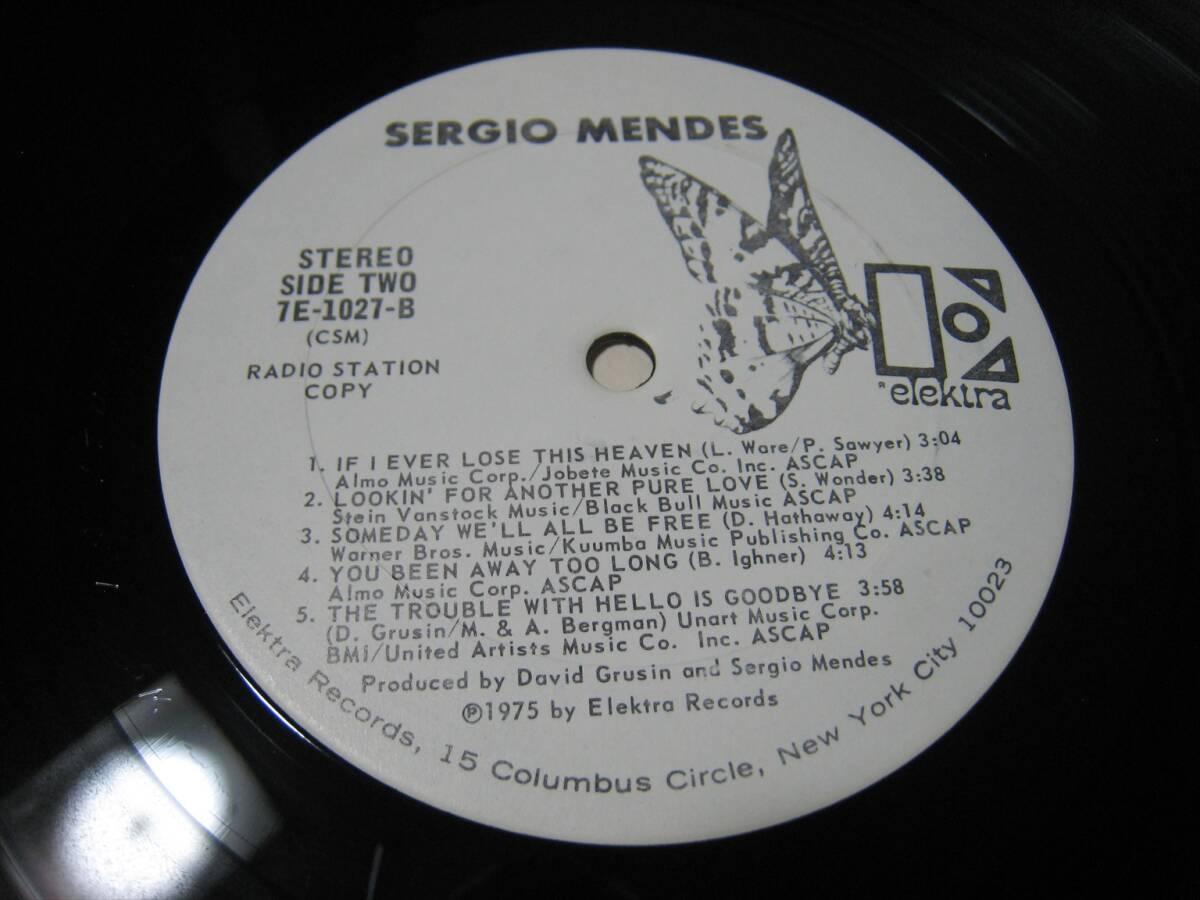 SERGIO MENDES
STEREO
SIDE TWO
7E-1027-B
(CSM)
RADIO STATION
COPY
elektra
1. IF I EVER LOSE THIS HEAVEN (L. Ware/P. Sawyer) 3:04
Almo Music Corp./Jobete Music Co. Inc. ASCAP
2. LOOKIN' FOR ANOTHER PURE LOVE (S. Wonder) 3:38
Stein Vanstock Music/Black Bull Music ASCAP
3. SOMEDAY WE'LL ALL BE FREE (D. Hathaway) 4:14
Warner Bros. Music/Kuumba Music Publishing Co. ASCAP
4. YOU BEEN AWAY TOO LONG (B. Ighner) 4:13
Almo Music Corp. ASCAP
5. THE TROUBLE WITH HELLO IS GOODBYE 3:58
(D. Grusin/M. & A. Bergman) Unart Music Corp.
BMI/United Artists Music Co. Inc. ASCAP
Produced by David Grusin and Sergio Mendes
℗1975 by Elektra Records
Elektra Records, 15 Columbus Circle, New York City 10023